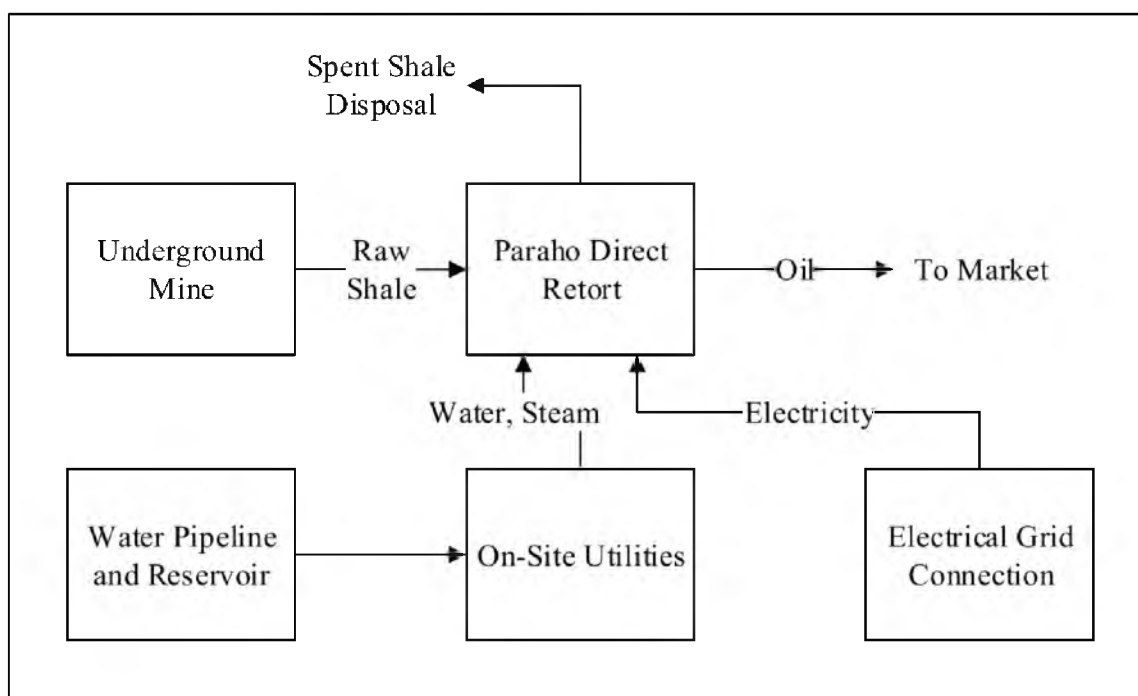 Spent Shale
Disposal
Underground
Mine
Raw
Shale
Paraho Direct
Retort
Oil
To Market
Water, Steam
Electricity
Water Pipeline
and Reservoir
On-Site Utilities
Electrical Grid
Connection